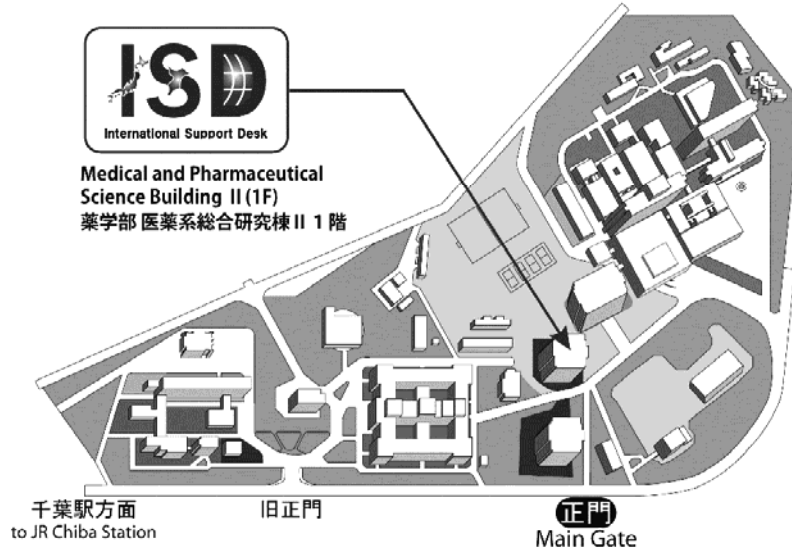 ISD
International Support Desk
Medical and Pharmaceutical
Science Building II (1F)
薬学部 医薬系総合研究棟II 1階
千葉駅方面
to JR Chiba Station
旧正門
正門
Main Gate